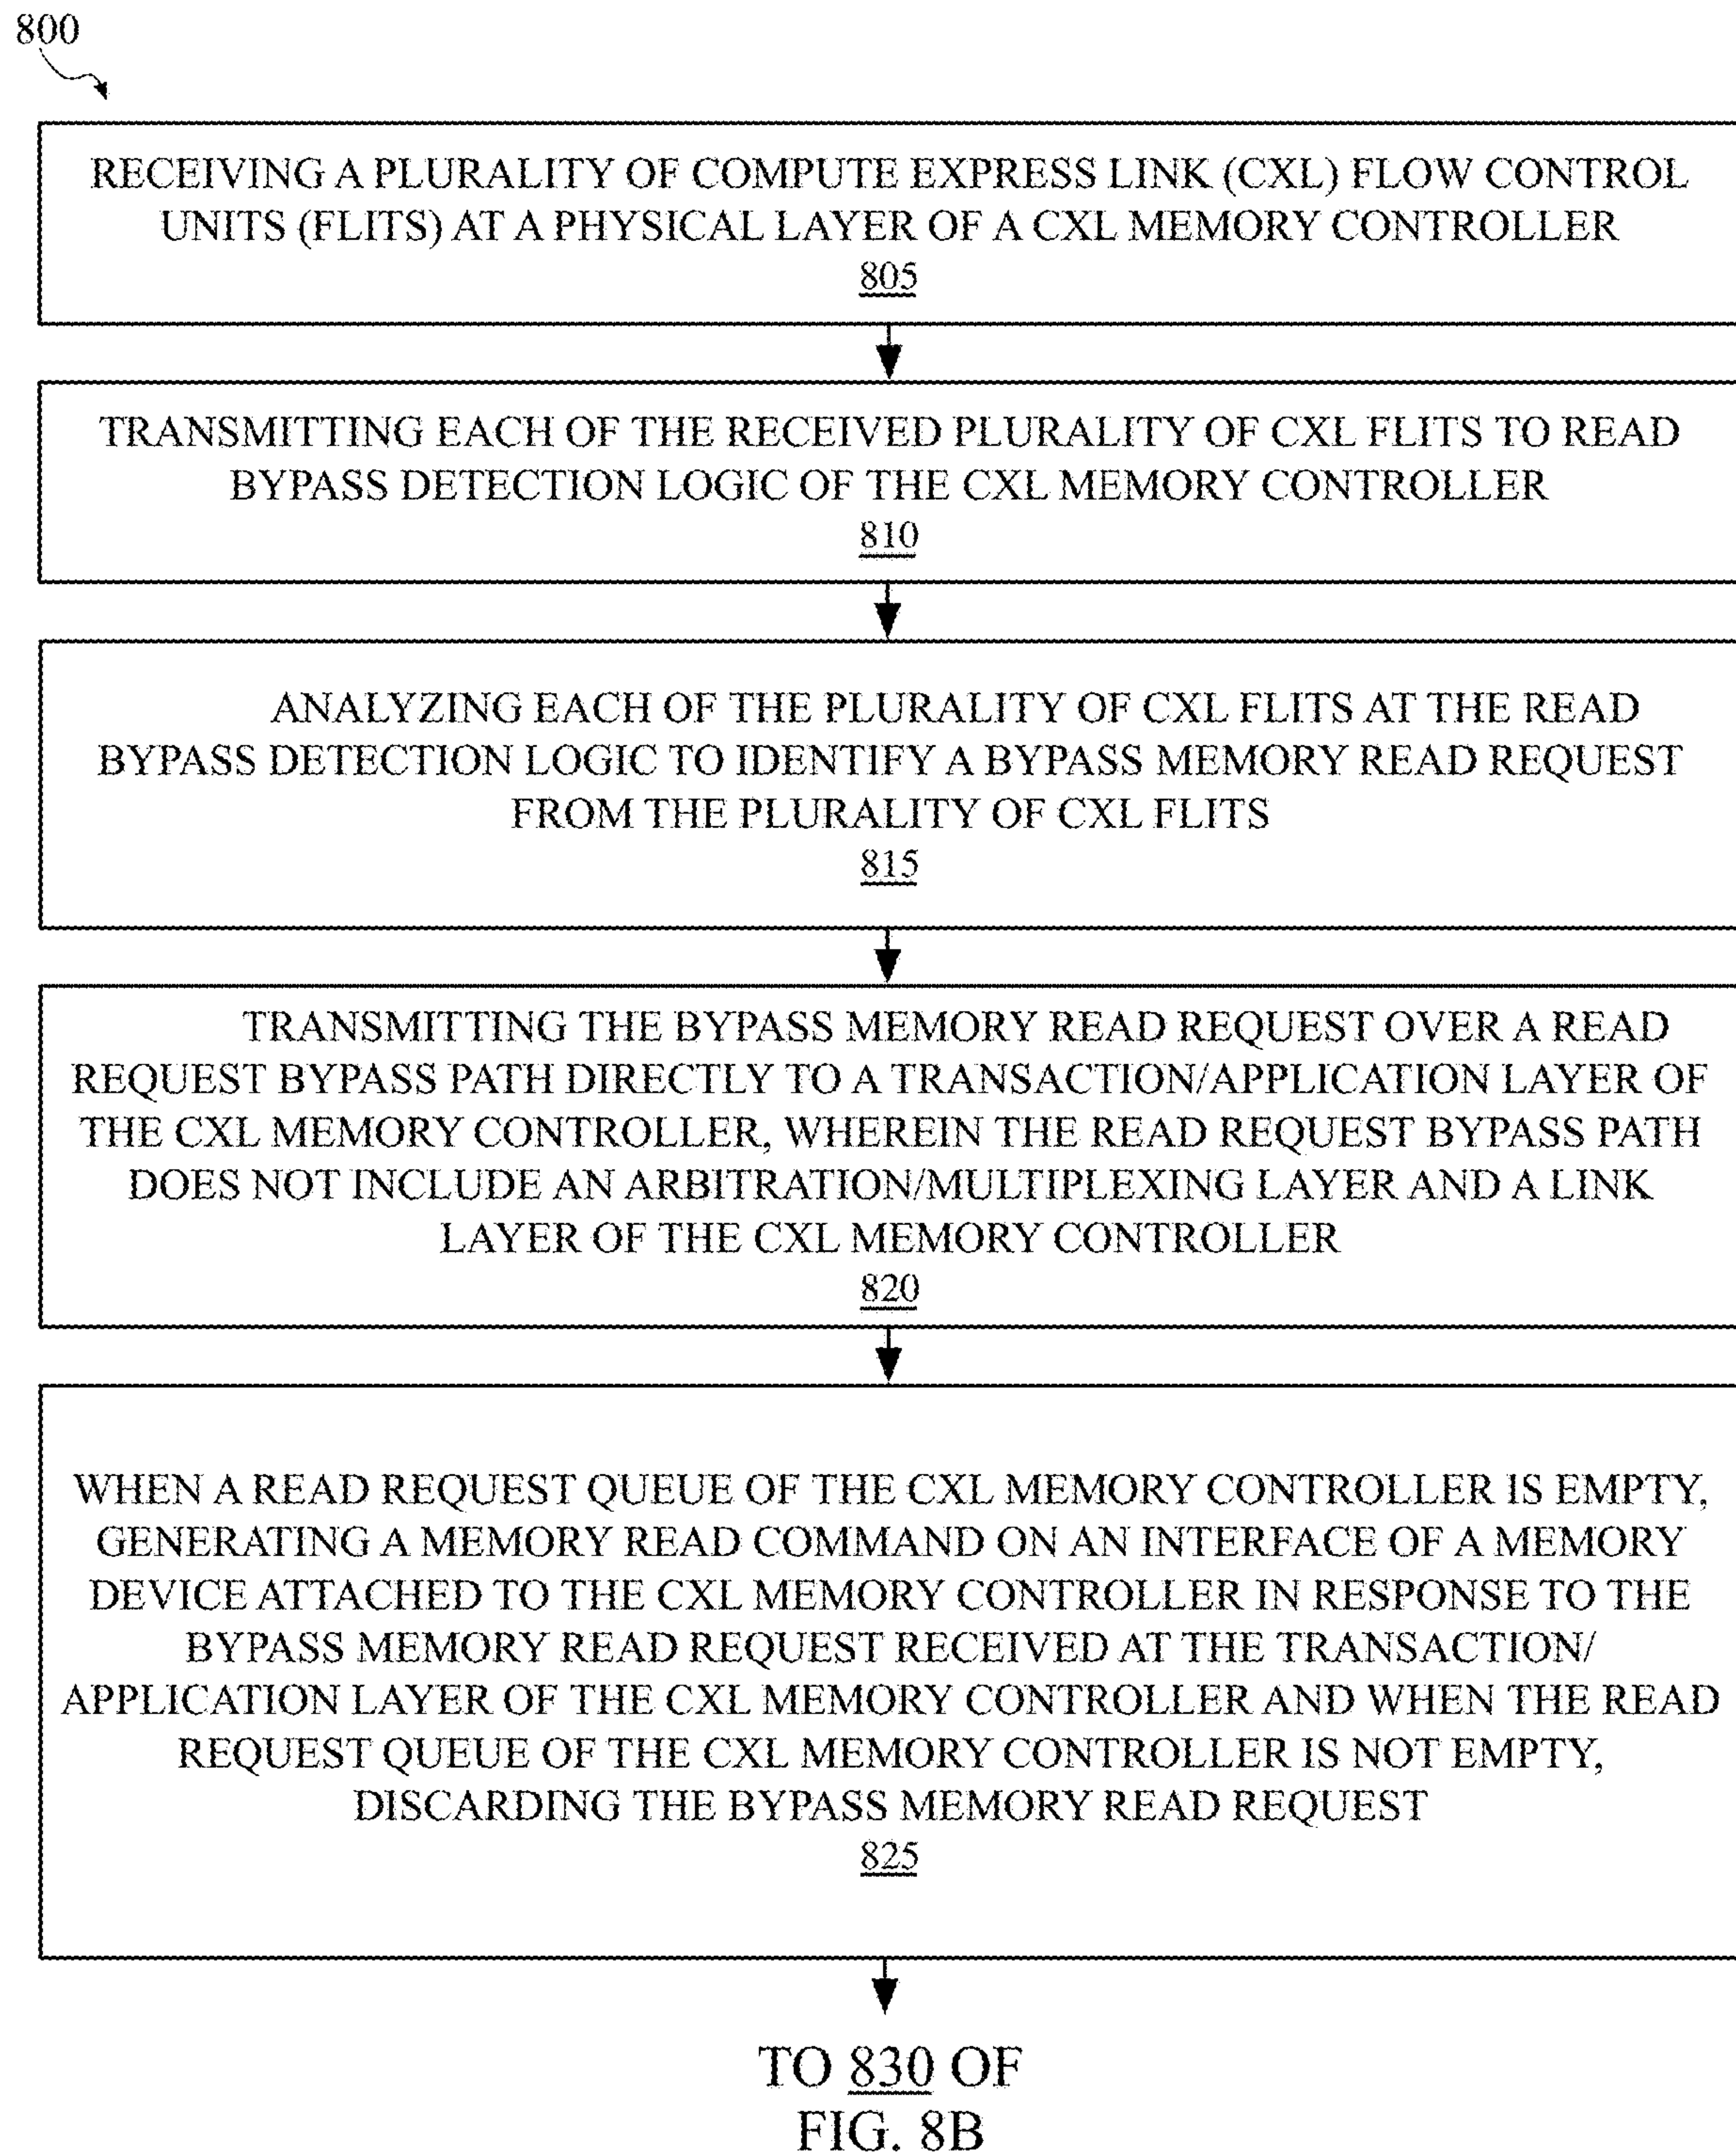 800
RECEIVING A PLURALITY OF COMPUTE EXPRESS LINK (CXL) FLOW CONTROL
UNITS (FLITS) AT A PHYSICAL LAYER OF A CXL MEMORY CONTROLLER
805
TRANSMITTING EACH OF THE RECEIVED PLURALITY OF CXL FLITS TO READ
BYPASS DETECTION LOGIC OF THE CXL MEMORY CONTROLLER
810
ANALYZING EACH OF THE PLURALITY OF CXL FLITS AT THE READ
BYPASS DETECTION LOGIC TO IDENTIFY A BYPASS MEMORY READ REQUEST
FROM THE PLURALITY OF CXL FLITS
815
TRANSMITTING THE BYPASS MEMORY READ REQUEST OVER A READ
REQUEST BYPASS PATH DIRECTLY TO A TRANSACTION/APPLICATION LAYER OF
THE CXL MEMORY CONTROLLER, WHEREIN THE READ REQUEST BYPASS PATH
DOES NOT INCLUDE AN ARBITRATION/MULTIPLEXING LAYER AND A LINK
LAYER OF THE CXL MEMORY CONTROLLER
820
WHEN A READ REQUEST QUEUE OF THE CXL MEMORY CONTROLLER IS EMPTY,
GENERATING A MEMORY READ COMMAND ON AN INTERFACE OF A MEMORY
DEVICE ATTACHED TO THE CXL MEMORY CONTROLLER IN RESPONSE TO THE
BYPASS MEMORY READ REQUEST RECEIVED AT THE TRANSACTION/
APPLICATION LAYER OF THE CXL MEMORY CONTROLLER AND WHEN THE READ
REQUEST QUEUE OF THE CXL MEMORY CONTROLLER IS NOT EMPTY,
DISCARDING THE BYPASS MEMORY READ REQUEST
825
TO 830 OF
FIG. 8B